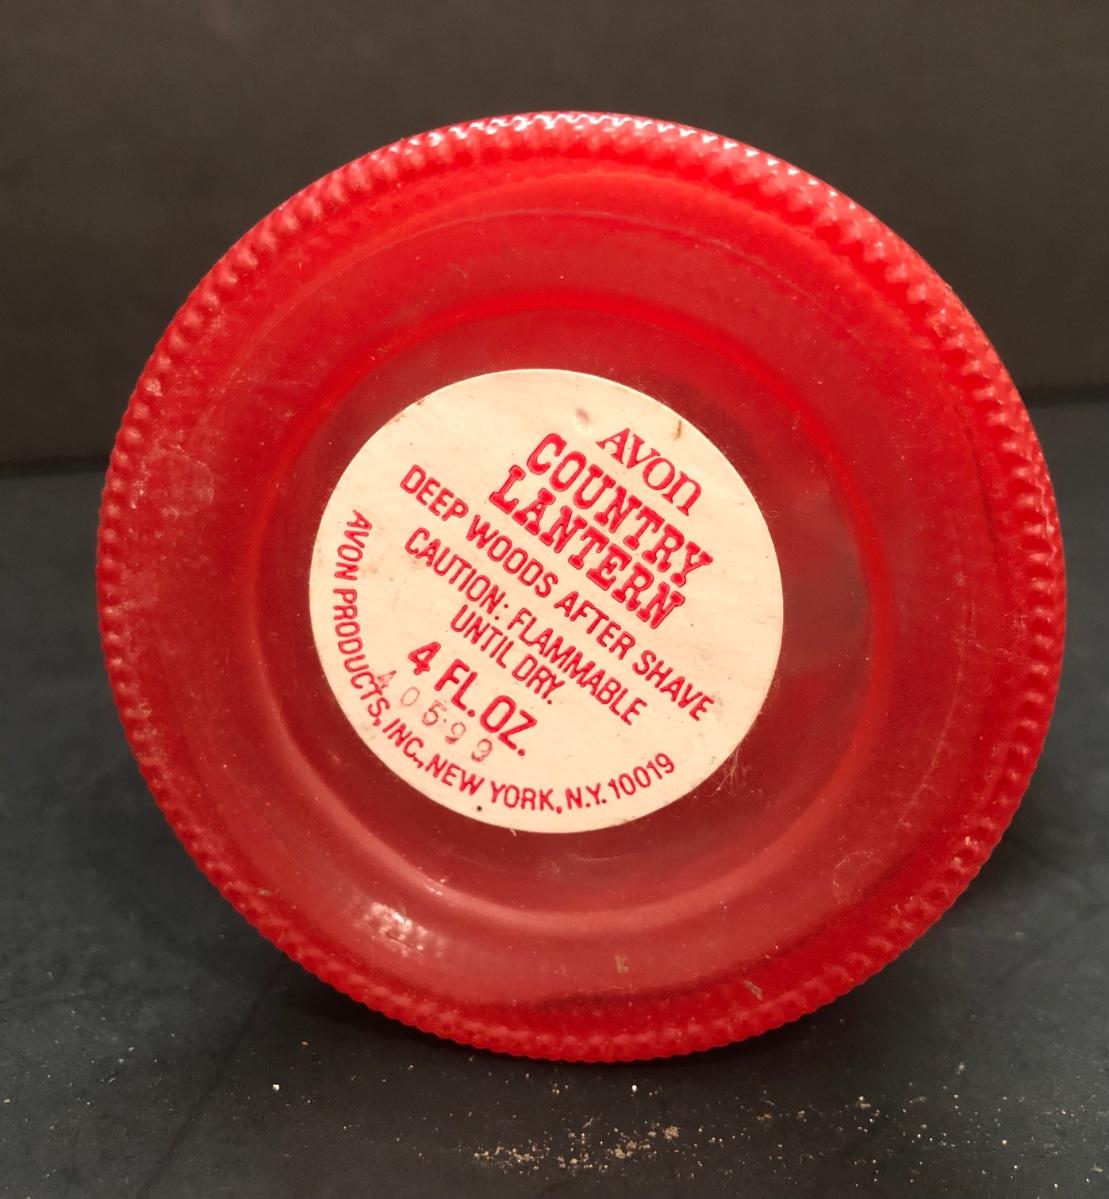 AVON
COUNTRY
LANTERN
DEEP WOODS AFTER SHAVE
CAUTION: FLAMMABLE
UNTIL DRY.
4 FL. OZ.
40599
AVON PRODUCTS, INC., NEW YORK, N.Y. 10019